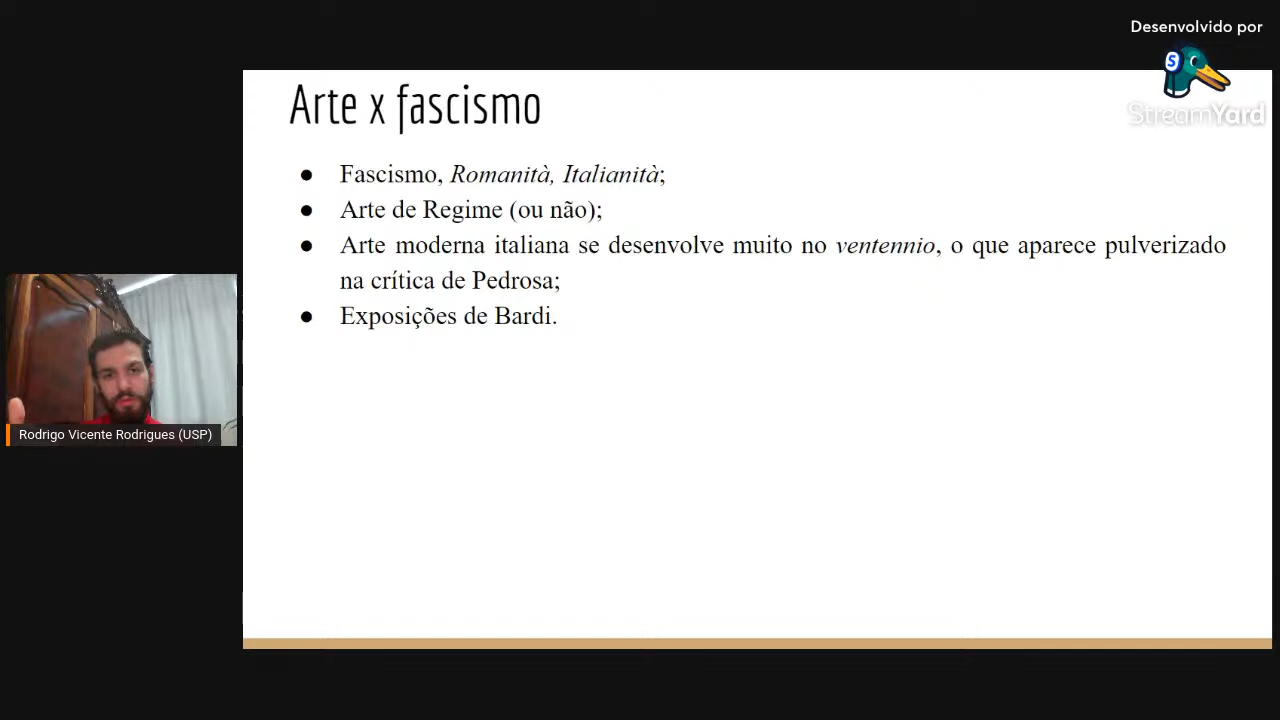 Desenvolvido por
StreamYard
Arte x fascismo
● Fascismo, Romanità, Italianità;
● Arte de Regime (ou não);
● Arte moderna italiana se desenvolve muito no ventennio, o que aparece pulverizado
na crítica de Pedrosa;
● Exposições de Bardi.
Rodrigo Vicente Rodrigues (USP)